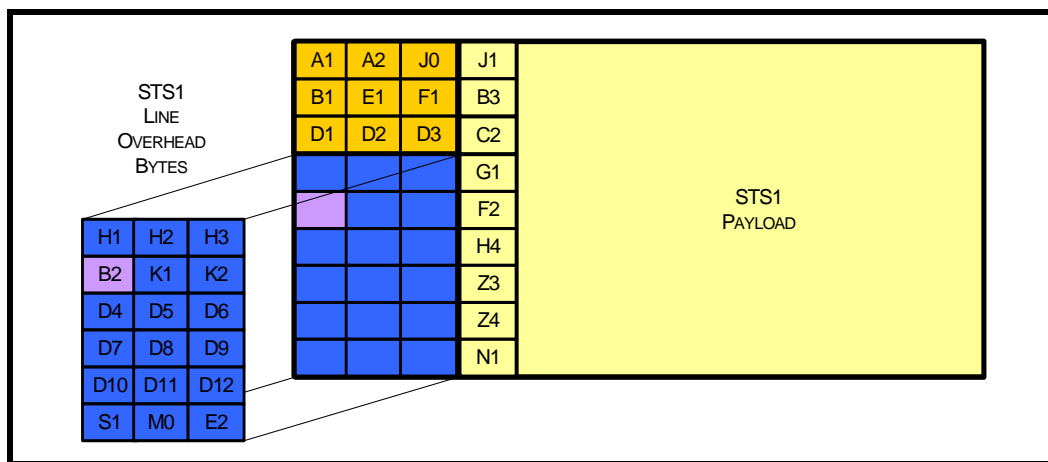 A1 A2 J0 J1
B1 E1 F1 B3
D1 D2 D3 C2
G1
F2
H4
Z3
Z4
N1
STS1
LINE
OVERHEAD
BYTES
H1 H2 H3
B2 K1 K2
D4 D5 D6
D7 D8 D9
D10 D11 D12
S1 M0 E2
STS1
PAYLOAD